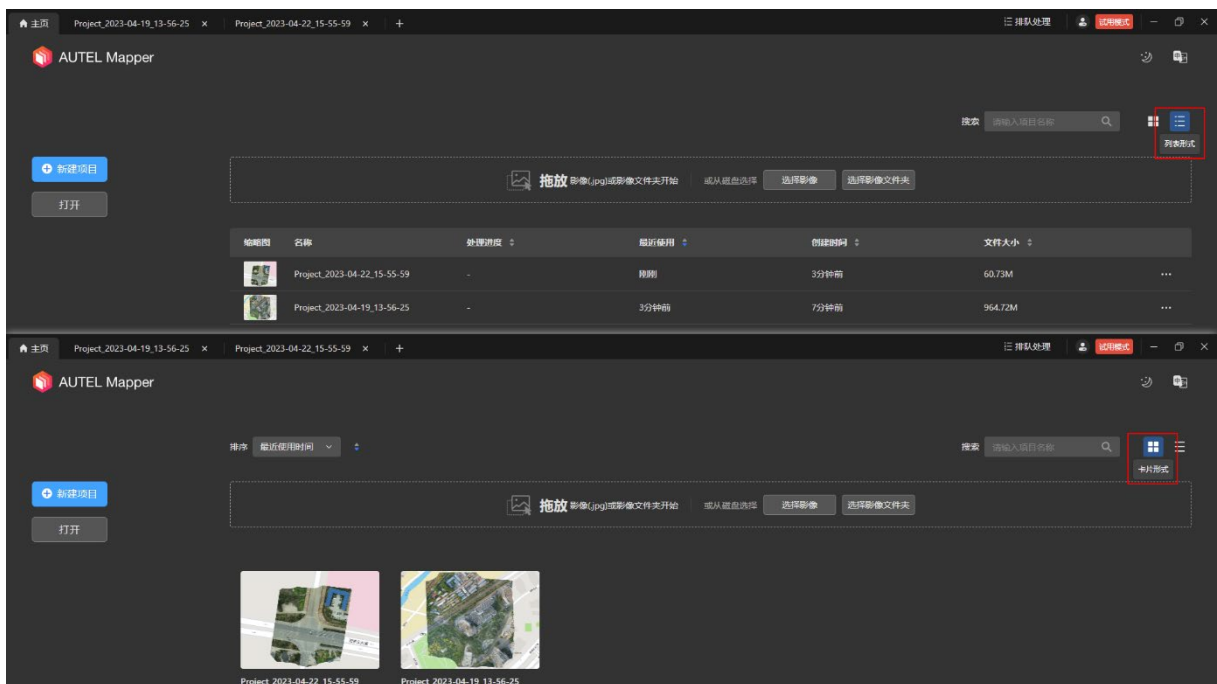 主页 Project_2023-04-19_13-56-25 × Project_2023-04-22_15-55-59 × + 排队处理 试用模式
AUTEL Mapper
搜索 请输入项目名称
列表形式
新建项目
拖放 影像(.jpg)或影像文件夹开始 或从磁盘选择 选择影像 选择影像文件夹
打开
缩略图 名称 处理进度 最近使用 创建时间 文件大小
Project_2023-04-22_15-55-59 - 刚刚 3分钟前 60.73M ...
Project_2023-04-19_13-56-25 - 3分钟前 7分钟前 964.72M ...
主页 Project_2023-04-19_13-56-25 × Project_2023-04-22_15-55-59 × + 排队处理 试用模式
AUTEL Mapper
排序 最近使用时间 搜索 请输入项目名称
卡片形式
新建项目
拖放 影像(.jpg)或影像文件夹开始 或从磁盘选择 选择影像 选择影像文件夹
打开
Project_2023-04-22_15-55-59 Project_2023-04-19_13-56-25